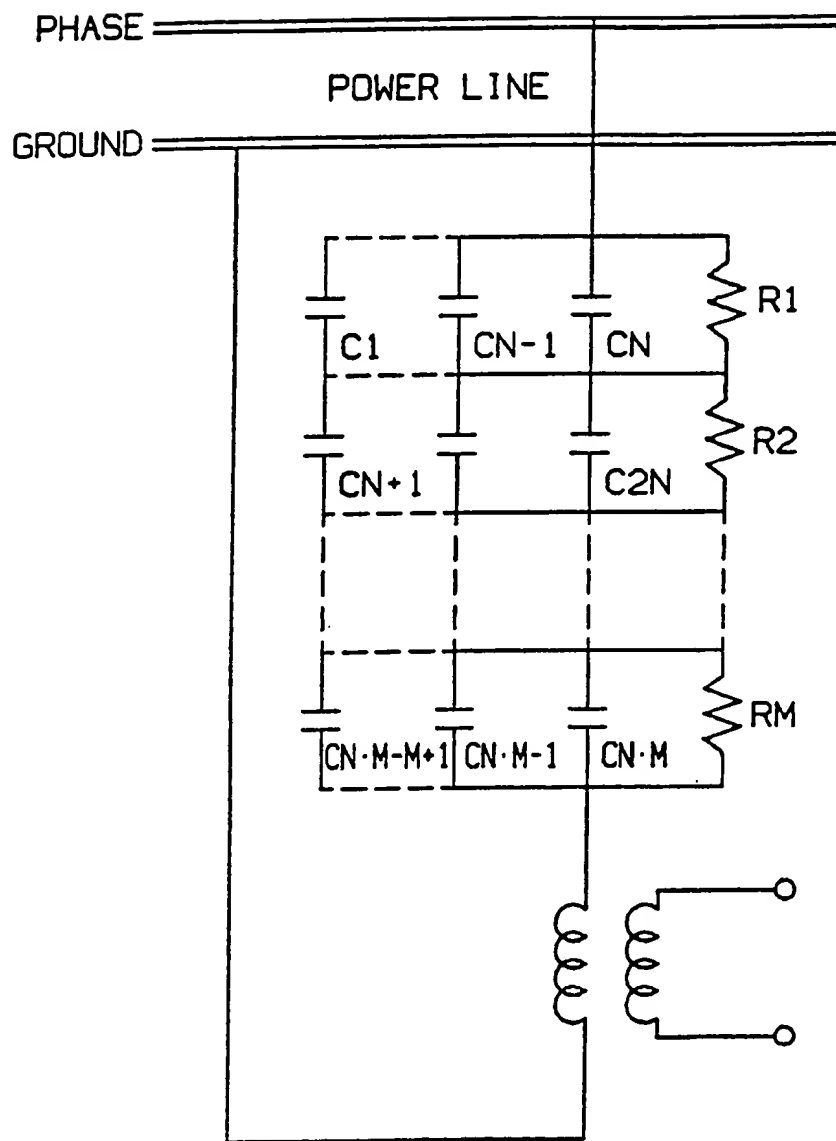 PHASE
POWER LINE
GROUND
R1
C1 CN-1 CN
R2
CN+1 C2N
RM
CN·M-M+1 CN·M-1 CN·M